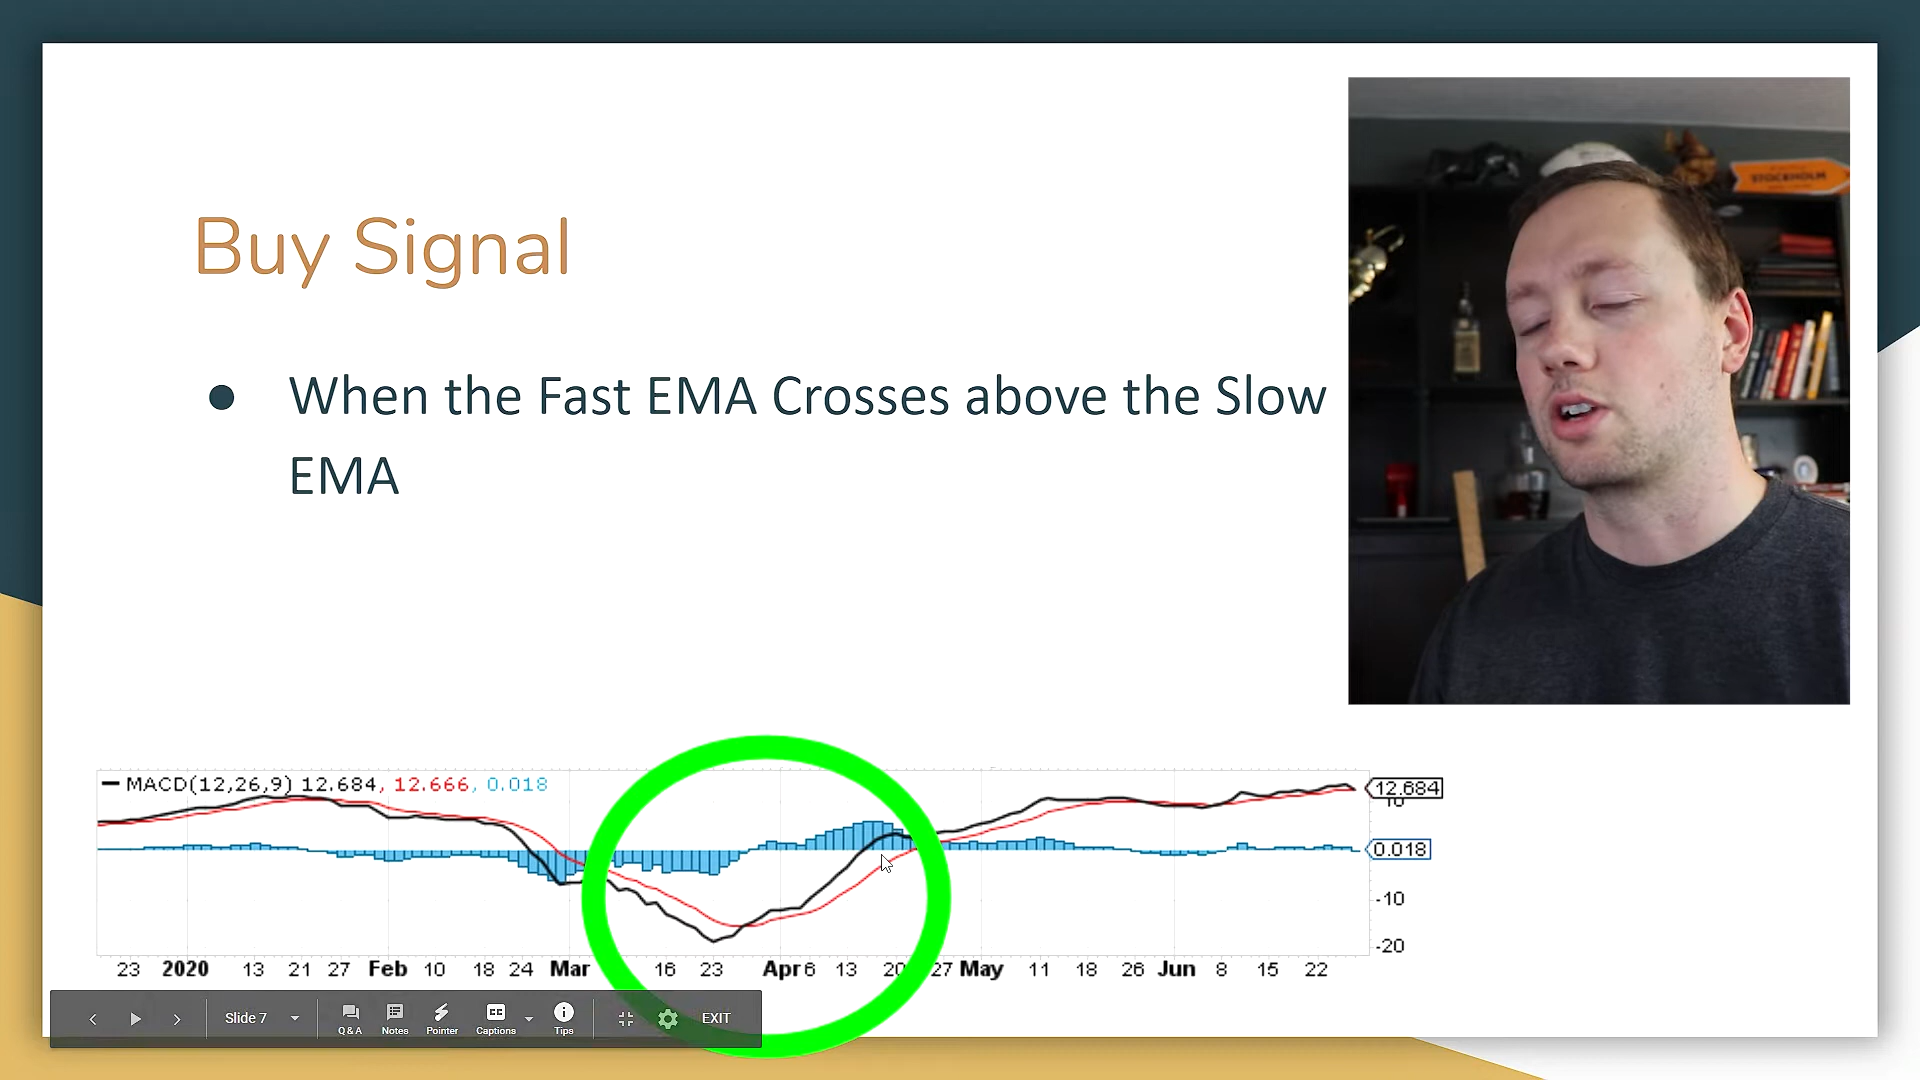 STOCKHOLM
Buy Signal
● When the Fast EMA Crosses above the Slow
EMA
MACD(12,26,9) 12.684, 12.666, 0.018
12.684
10
0.018
-10
-20
23 2020 13 21 27 Feb 10 18 24 Mar 16 23 Apr 6 13 20 27 May 11 18 26 Jun 8 15 22
Slide 7
Q&A Notes Pointer Captions Tips EXIT